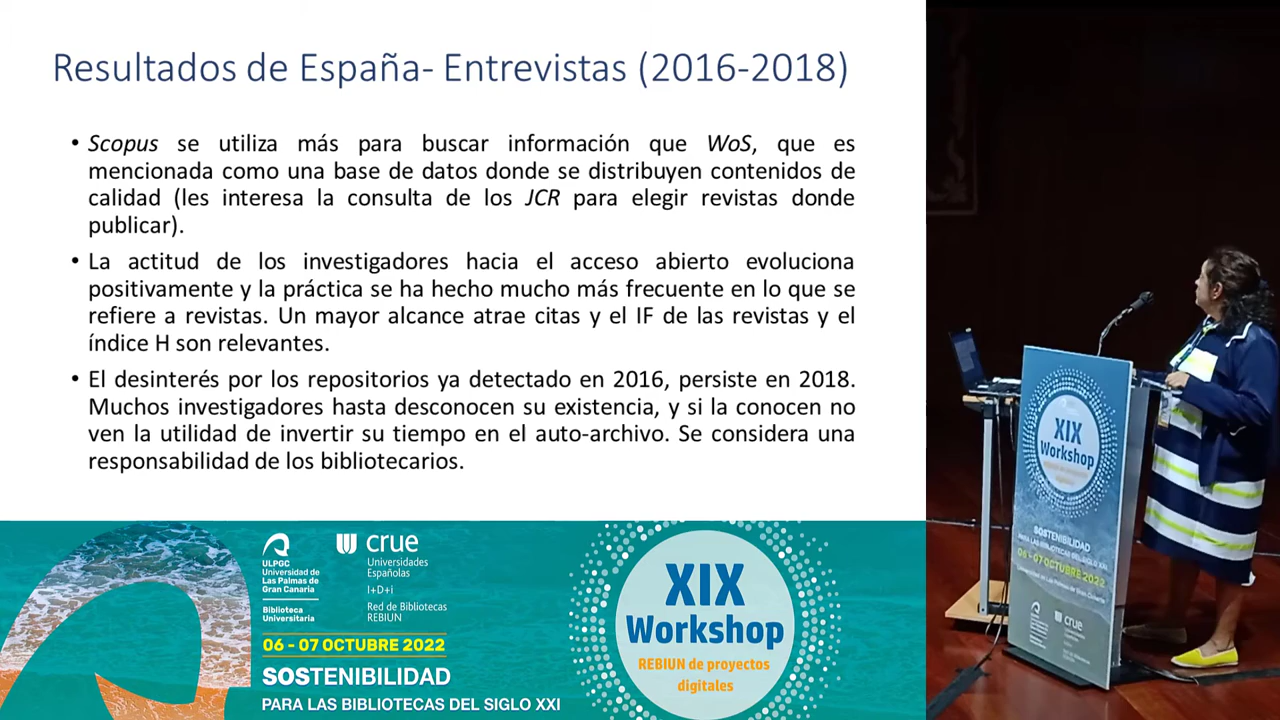 Resultados de España- Entrevistas (2016-2018)
• Scopus se utiliza más para buscar información que WoS, que es
mencionada como una base de datos donde se distribuyen contenidos de
calidad (les interesa la consulta de los JCR para elegir revistas donde
publicar).
• La actitud de los investigadores hacia el acceso abierto evoluciona
positivamente y la práctica se ha hecho mucho más frecuente en lo que se
refiere a revistas. Un mayor alcance atrae citas y el IF de las revistas y el
índice H son relevantes.
• El desinterés por los repositorios ya detectado en 2016, persiste en 2018.
Muchos investigadores hasta desconocen su existencia, y si la conocen no
ven la utilidad de invertir su tiempo en el auto-archivo. Se considera una
responsabilidad de los bibliotecarios.
ULPGC
Universidad de
Las Palmas de
Gran Canaria
Biblioteca
Universitaria
crue
Universidades
Españolas
I+D+i
Red de Bibliotecas
REBIUN
06 - 07 OCTUBRE 2022
SOSTENIBILIDAD
PARA LAS BIBLIOTECAS DEL SIGLO XXI
XIX
Workshop
REBIUN de proyectos
digitales
XIX
Workshop
SOSTENIBILIDAD
PARA LAS BIBLIOTECAS DEL SIGLO XXI
06 - 07 OCTUBRE 2022
crue